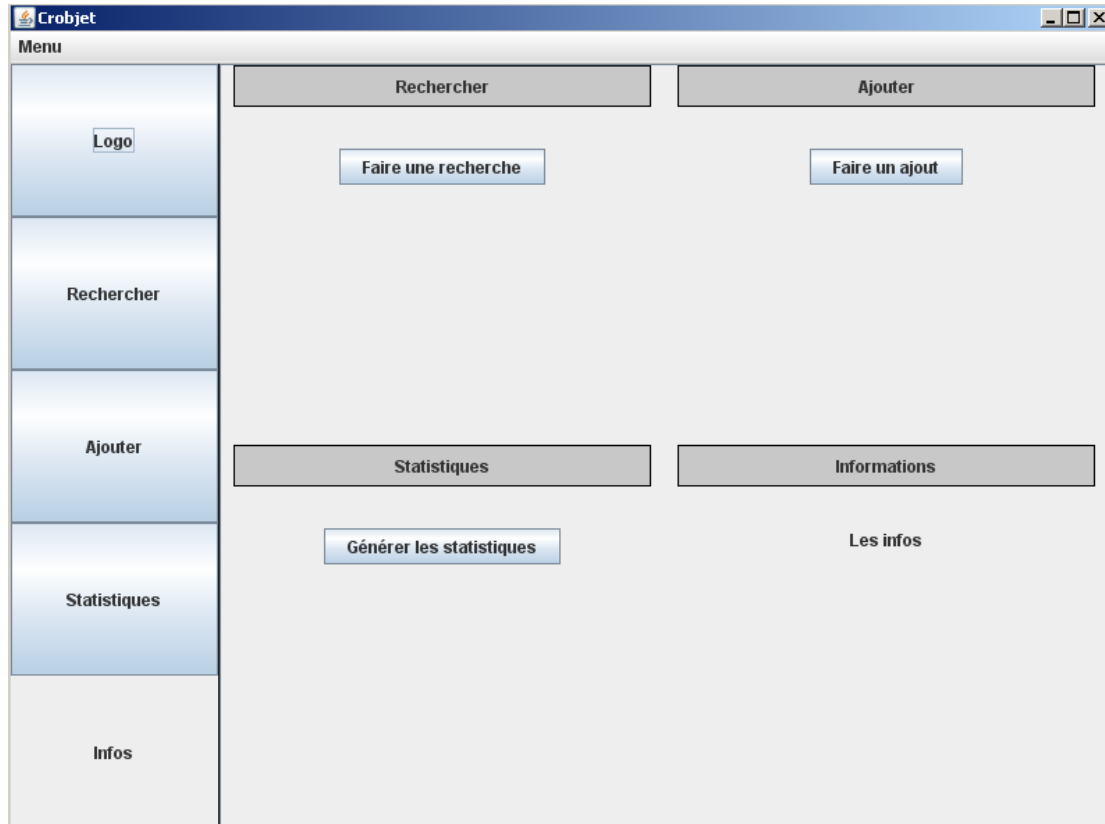 Crobjet
Menu
Logo
Rechercher
Ajouter
Statistiques
Infos
Rechercher
Faire une recherche
Ajouter
Faire un ajout
Statistiques
Générer les statistiques
Informations
Les infos